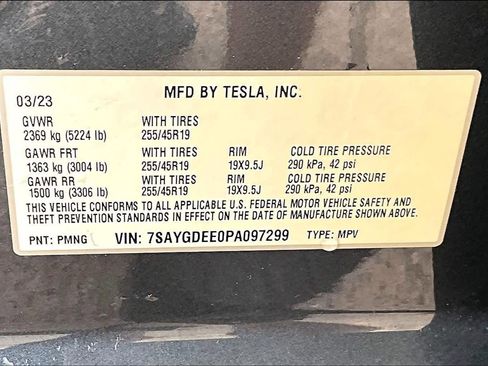 03/23 MFD BY TESLA, INC.
GVWR WITH TIRES
2369 kg (5224 lb) 255/45R19
GAWR FRT WITH TIRES RIM COLD TIRE PRESSURE
1363 kg (3004 lb) 255/45R19 19X9.5J 290 kPa, 42 psi
GAWR RR WITH TIRES RIM COLD TIRE PRESSURE
1500 kg (3306 lb) 255/45R19 19X9.5J 290 kPa, 42 psi
THIS VEHICLE CONFORMS TO ALL APPLICABLE U.S. FEDERAL MOTOR VEHICLE SAFETY AND
THEFT PREVENTION STANDARDS IN EFFECT ON THE DATE OF MANUFACTURE SHOWN ABOVE.
PNT: PMNG VIN: 7SAYGDEE0PA097299 TYPE: MPV